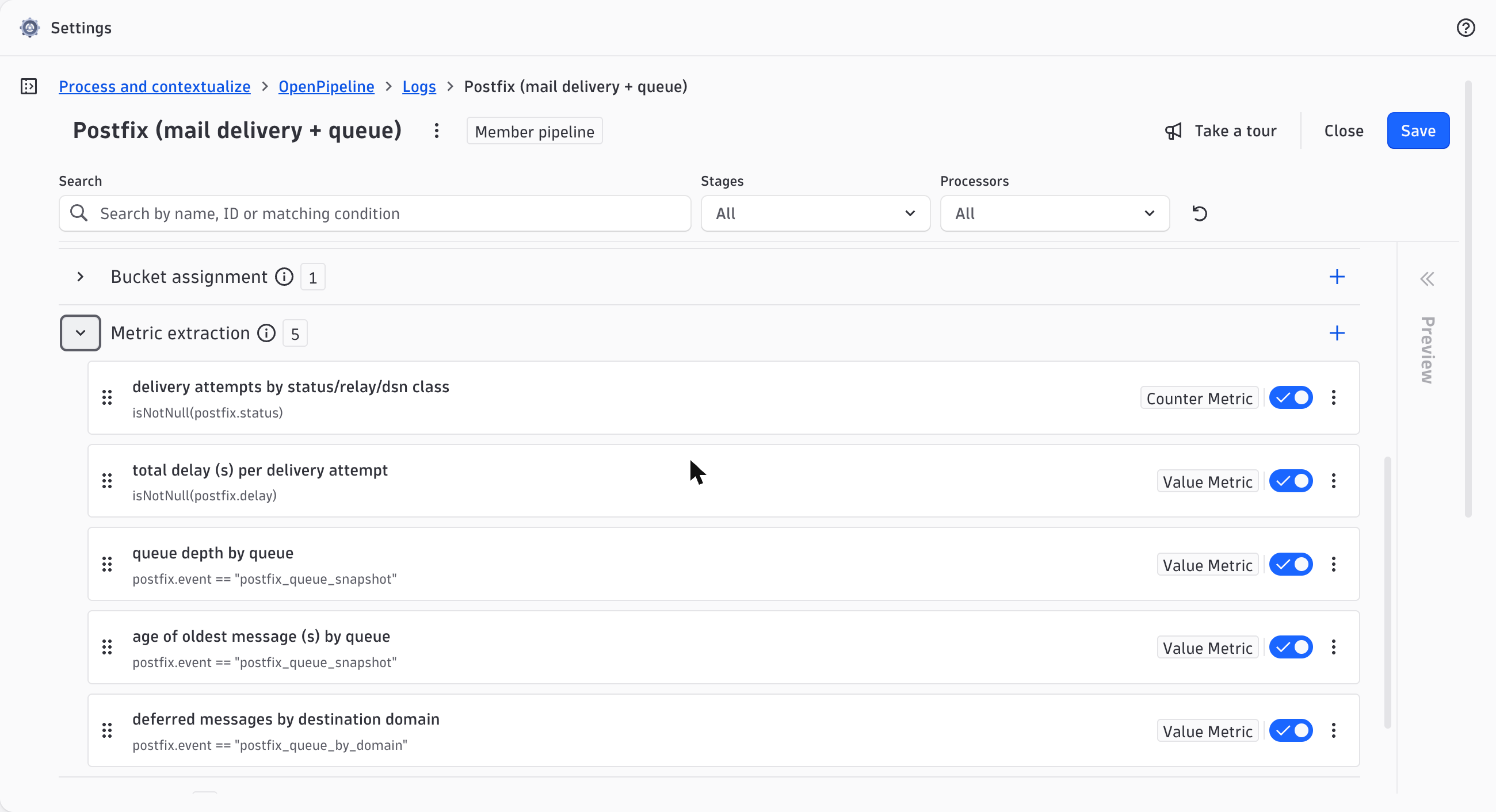 Settings
Process and contextualize > OpenPipeline > Logs > Postfix (mail delivery + queue)
Postfix (mail delivery + queue) Member pipeline Take a tour Close Save
Search Stages Processors
Search by name, ID or matching condition All All
Bucket assignment 1
Preview
Metric extraction 5
delivery attempts by status/relay/dsn class
isNotNull(postfix.status)
Counter Metric
total delay (s) per delivery attempt
isNotNull(postfix.delay)
Value Metric
queue depth by queue
postfix.event == "postfix_queue_snapshot"
Value Metric
age of oldest message (s) by queue
postfix.event == "postfix_queue_snapshot"
Value Metric
deferred messages by destination domain
postfix.event == "postfix_queue_by_domain"
Value Metric